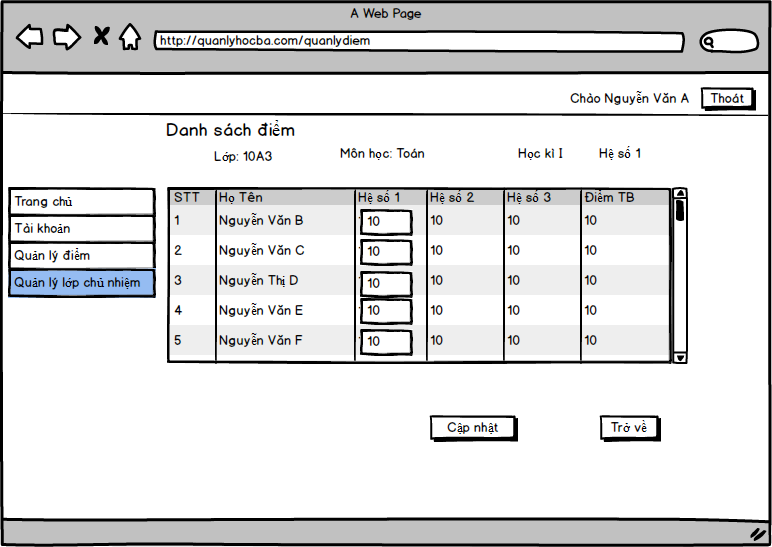 A Web Page
http://quanlyhocba.com/quanlydiem
Chào Nguyễn Văn A Thoát
Danh sách điểm
Lớp: 10A3 Môn học: Toán Học kì I Hệ số 1
Trang chủ
Tài khoản
Quản lý điểm
Quản lý lớp chủ nhiệm
STT Họ Tên Hệ số 1 Hệ số 2 Hệ số 3 Điểm TB
1 Nguyễn Văn B 10 10 10 10
2 Nguyễn Văn C 10 10 10 10
3 Nguyễn Thị D 10 10 10 10
4 Nguyễn Văn E 10 10 10 10
5 Nguyễn Văn F 10 10 10 10
Cập nhật Trở về